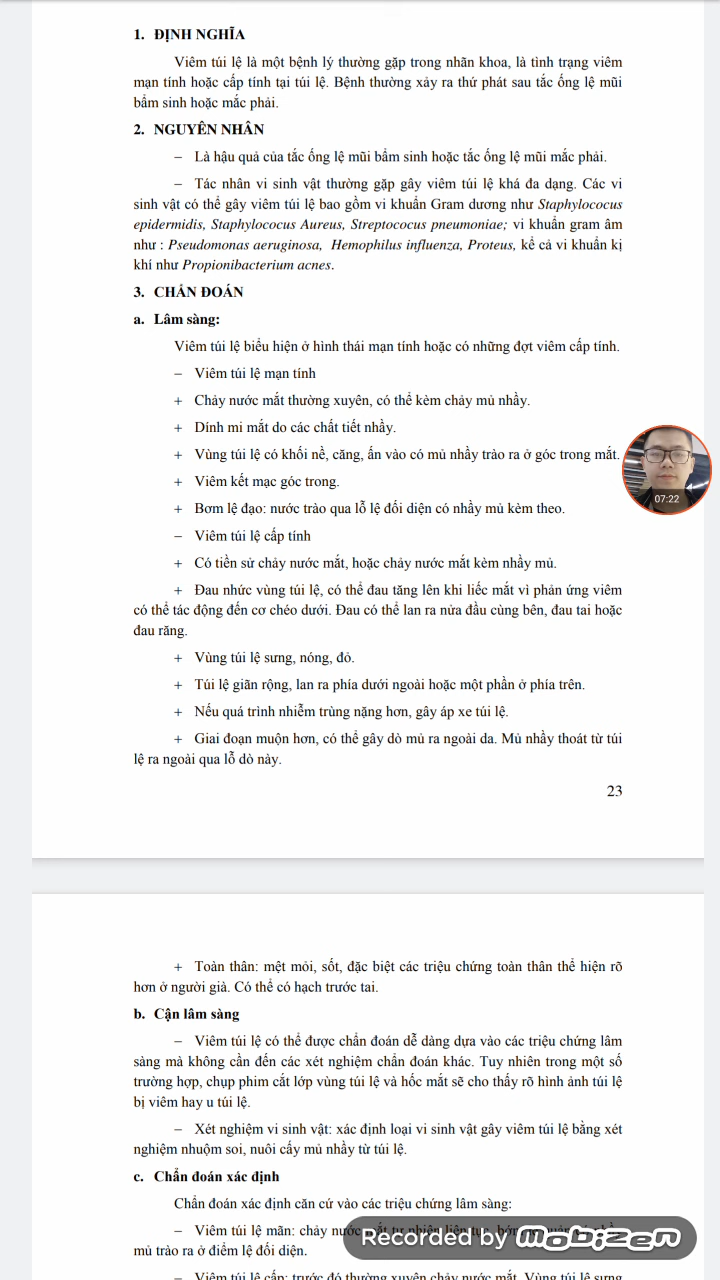 1. ĐỊNH NGHĨA
Viêm túi lệ là một bệnh lý thường gặp trong nhãn khoa, là tình trạng viêm
mạn tính hoặc cấp tính tại túi lệ. Bệnh thường xảy ra thứ phát sau tắc ống lệ mũi
bẩm sinh hoặc mắc phải.
2. NGUYÊN NHÂN
– Là hậu quả của tắc ống lệ mũi bẩm sinh hoặc tắc ống lệ mũi mắc phải.
– Tác nhân vi sinh vật thường gặp gây viêm túi lệ khá đa dạng. Các vi
sinh vật có thể gây viêm túi lệ bao gồm vi khuẩn Gram dương như Staphylococus
epidermidis, Staphylococus Aureus, Streptococus pneumoniae; vi khuẩn gram âm
như : Pseudomonas aeruginosa, Hemophilus influenza, Proteus, kể cả vi khuẩn kị
khí như Propionibacterium acnes.
3. CHẨN ĐOÁN
a. Lâm sàng:
Viêm túi lệ biểu hiện ở hình thái mạn tính hoặc có những đợt viêm cấp tính.
– Viêm túi lệ mạn tính
+ Chảy nước mắt thường xuyên, có thể kèm chảy mủ nhầy.
+ Dính mi mắt do các chất tiết nhầy.
+ Vùng túi lệ có khối nề, căng, ấn vào có mủ nhầy trào ra ở góc trong mắt.
+ Viêm kết mạc góc trong.
07:22
+ Bơm lệ đạo: nước trào qua lỗ lệ đối diện có nhầy mủ kèm theo.
– Viêm túi lệ cấp tính
+ Có tiền sử chảy nước mắt, hoặc chảy nước mắt kèm nhầy mủ.
+ Đau nhức vùng túi lệ, có thể đau tăng lên khi liếc mắt vì phản ứng viêm
có thể tác động đến cơ chéo dưới. Đau có thể lan ra nửa đầu cùng bên, đau tai hoặc
đau răng.
+ Vùng túi lệ sưng, nóng, đỏ.
+ Túi lệ giãn rộng, lan ra phía dưới ngoài hoặc một phần ở phía trên.
+ Nếu quá trình nhiễm trùng nặng hơn, gây áp xe túi lệ.
+ Giai đoạn muộn hơn, có thể gây dò mủ ra ngoài da. Mủ nhầy thoát từ túi
lệ ra ngoài qua lỗ dò này.
23
+ Toàn thân: mệt mỏi, sốt, đặc biệt các triệu chứng toàn thân thể hiện rõ
hơn ở người già. Có thể có hạch trước tai.
b. Cận lâm sàng
– Viêm túi lệ có thể được chẩn đoán dễ dàng dựa vào các triệu chứng lâm
sàng mà không cần đến các xét nghiệm chẩn đoán khác. Tuy nhiên trong một số
trường hợp, chụp phim cắt lớp vùng túi lệ và hốc mắt sẽ cho thấy rõ hình ảnh túi lệ
bị viêm hay u túi lệ.
– Xét nghiệm vi sinh vật: xác định loại vi sinh vật gây viêm túi lệ bằng xét
nghiệm nhuộm soi, nuôi cấy mủ nhầy từ túi lệ.
c. Chẩn đoán xác định
Chẩn đoán xác định căn cứ vào các triệu chứng lâm sàng:
– Viêm túi lệ mãn: chảy nước mắt tự nhiên liên tục,
mủ trào ra ở điểm lệ đối diện.
Recorded by mobizen
– Viêm túi lệ cấp: trước đó thường xuyên chảy nước mắt. Vùng túi lệ sưng